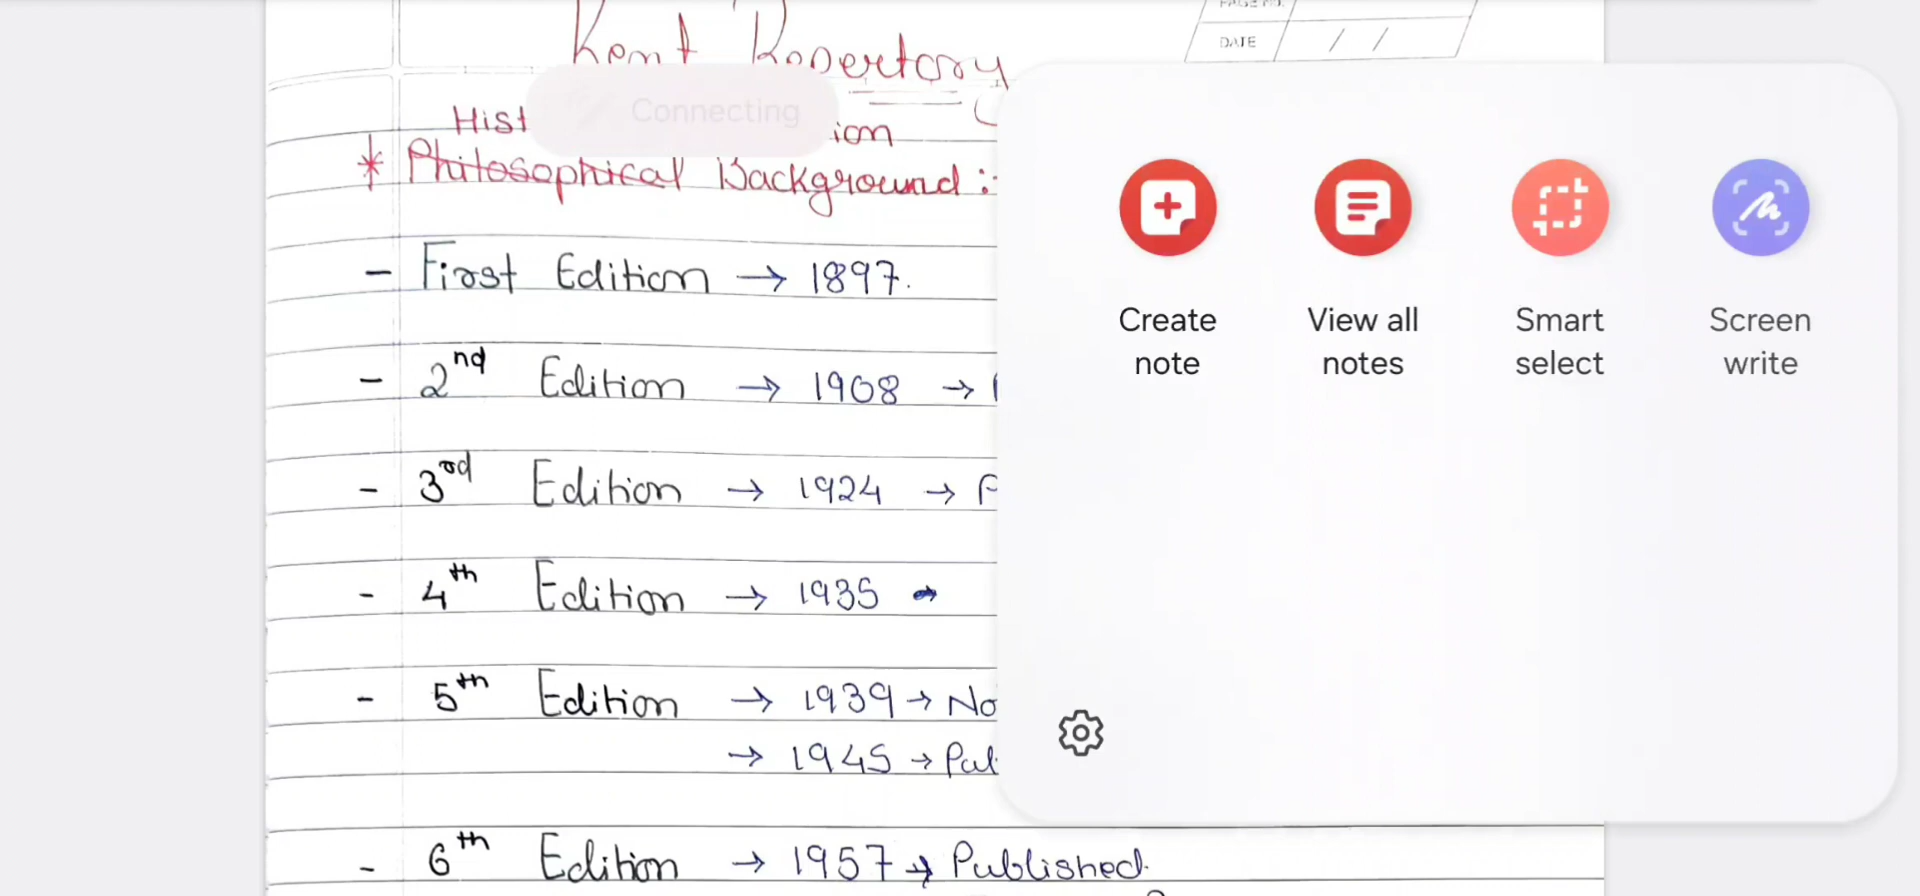 PAGE NO.
DATE / /
Kent Repertory
Connecting
Hist ion
* Philosophical Background :-
- First Edition → 1897.
- 2nd Edition → 1908 →
- 3rd Edition → 1924 → P
- 4th Edition → 1935 →
- 5th Edition → 1939 → No
→ 1945 → Pu
- 6th Edition → 1957 → Published.
Create note
View all notes
Smart select
Screen write